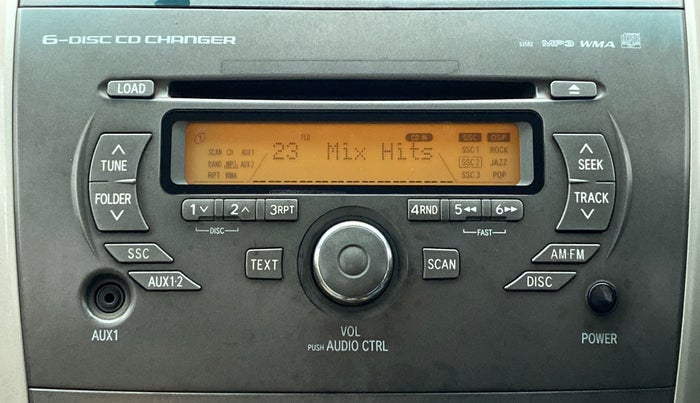 6-DISC CD CHANGER
MP3 WMA
LOAD
TUNE
FOLDER
1
FLD
CD IN
SCAN CD AUX1
RAND MP3 AUX2
RPT WMA
23 Mix Hits
SSC DSP
SSC1 ROCK
SSC2 JAZZ
SSC3 POP
SEEK
TRACK
1 2 3RPT
DISC
4RND 5 6
FAST
SSC
AUX1·2
TEXT
SCAN
AM·FM
DISC
AUX1
VOL
PUSH AUDIO CTRL
POWER